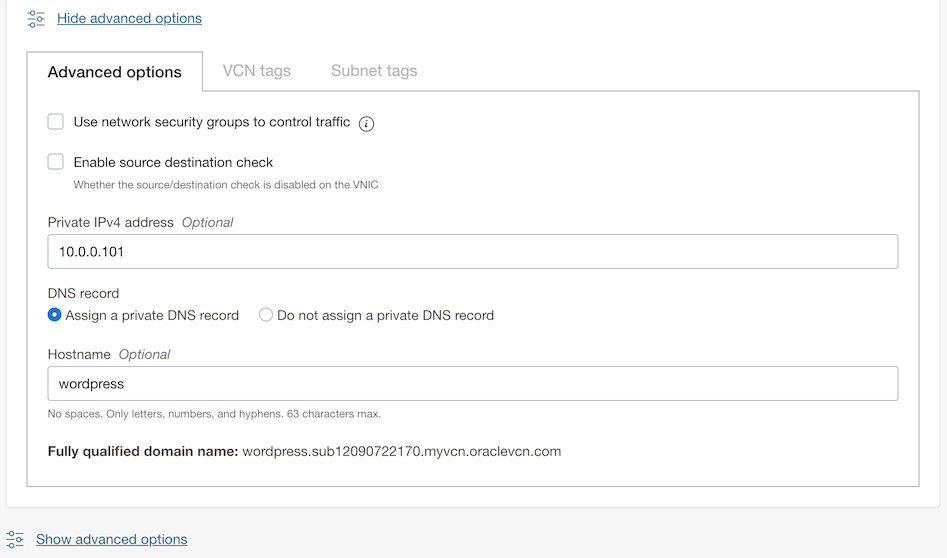 Hide advanced options
Advanced options VCN tags Subnet tags
Use network security groups to control traffic i
Enable source destination check
Whether the source/destination check is disabled on the VNIC
Private IPv4 address Optional
10.0.0.101
DNS record
Assign a private DNS record Do not assign a private DNS record
Hostname Optional
wordpress
No spaces. Only letters, numbers, and hyphens. 63 characters max.
Fully qualified domain name: wordpress.sub12090722170.myvcn.oraclevcn.com
Show advanced options